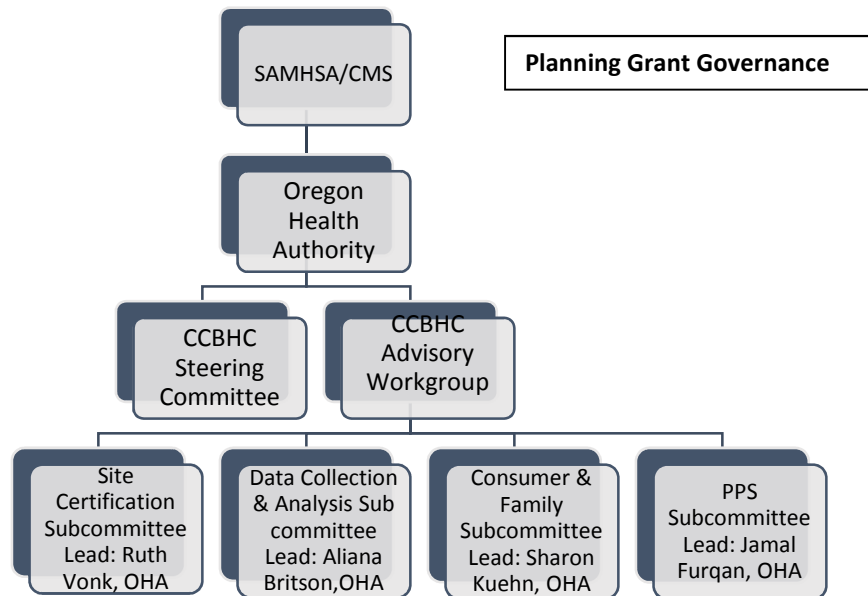 SAMHSA/CMS
Planning Grant Governance
Oregon
Health
Authority
CCBHC
Steering
Committee
CCBHC
Advisory
Workgroup
Site
Certification
Subcommittee
Lead: Ruth
Vonk, OHA
Data Collection
& Analysis Sub
committee
Lead: Aliana
Britson,OHA
Consumer &
Family
Subcommittee
Lead: Sharon
Kuehn, OHA
PPS
Subcommittee
Lead: Jamal
Furqan, OHA